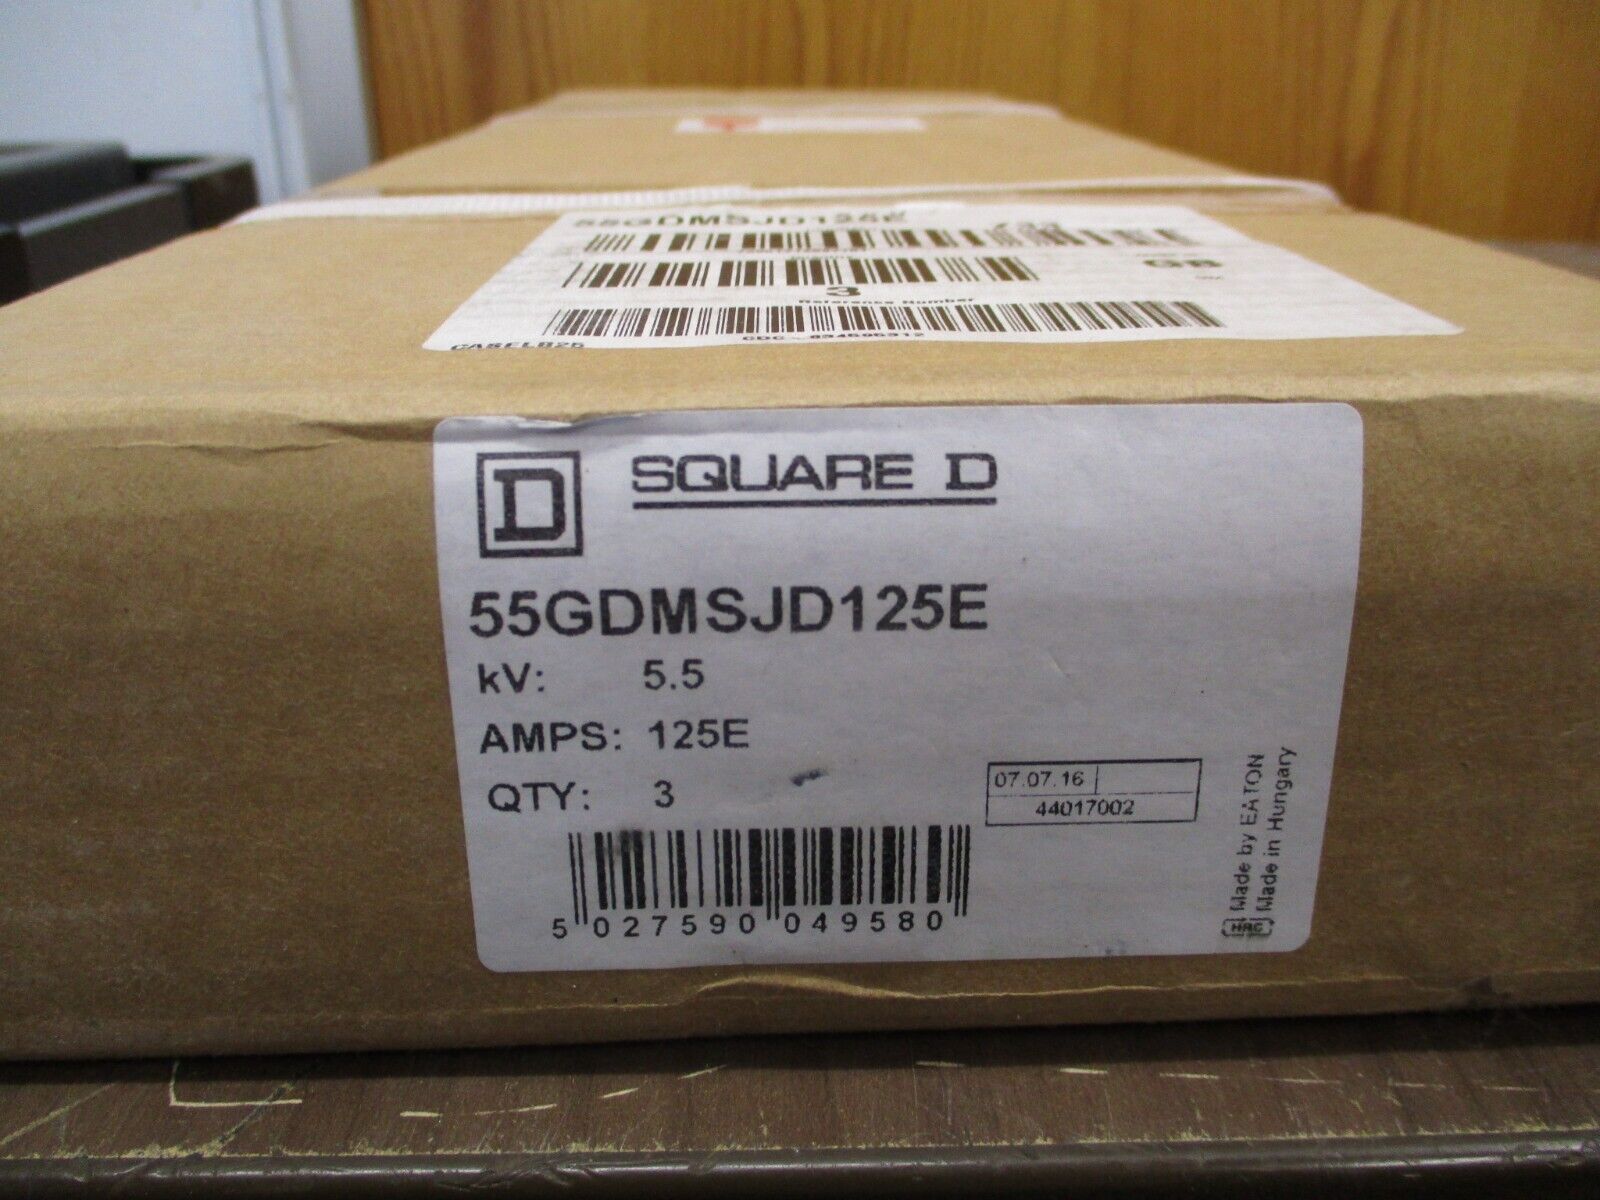 55GDMSJD125E
GB
3
Reference Number
CASEL825
D SQUARE D
55GDMSJD125E
kV: 5.5
AMPS: 125E
QTY: 3
07.07.16
44017002
5 027590 049580
HRC
Made by EATON
Made in Hungary